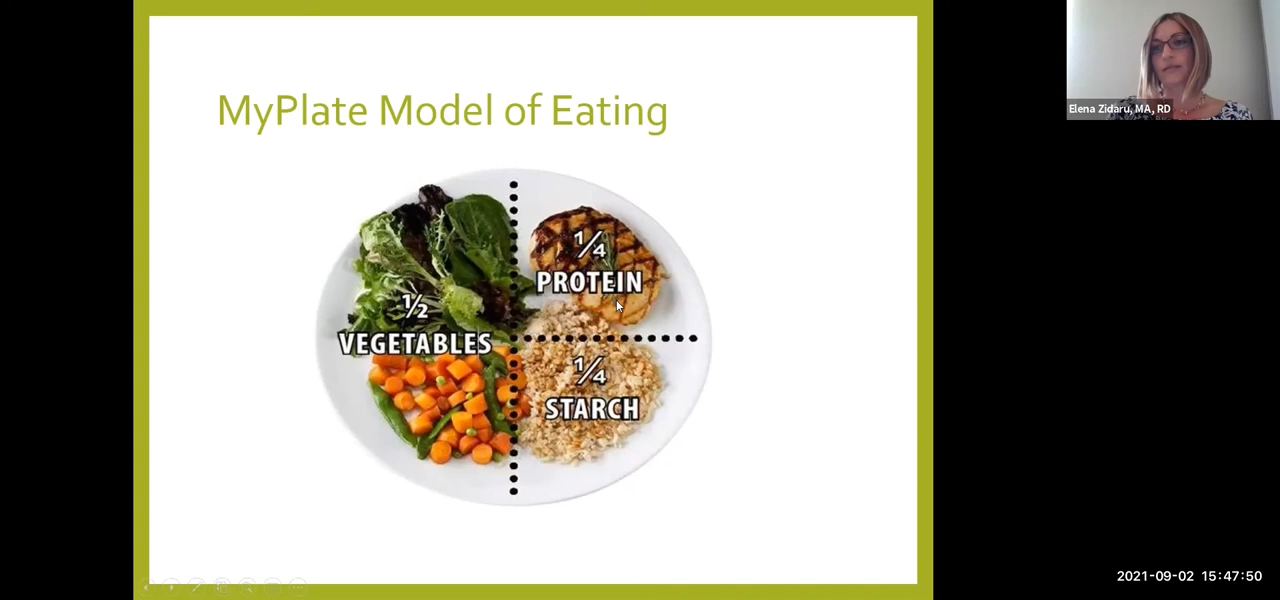 MyPlate Model of Eating
½
VEGETABLES
¼
PROTEIN
¼
STARCH
Elena Zidaru, MA, RD
2021-09-02 15:47:50